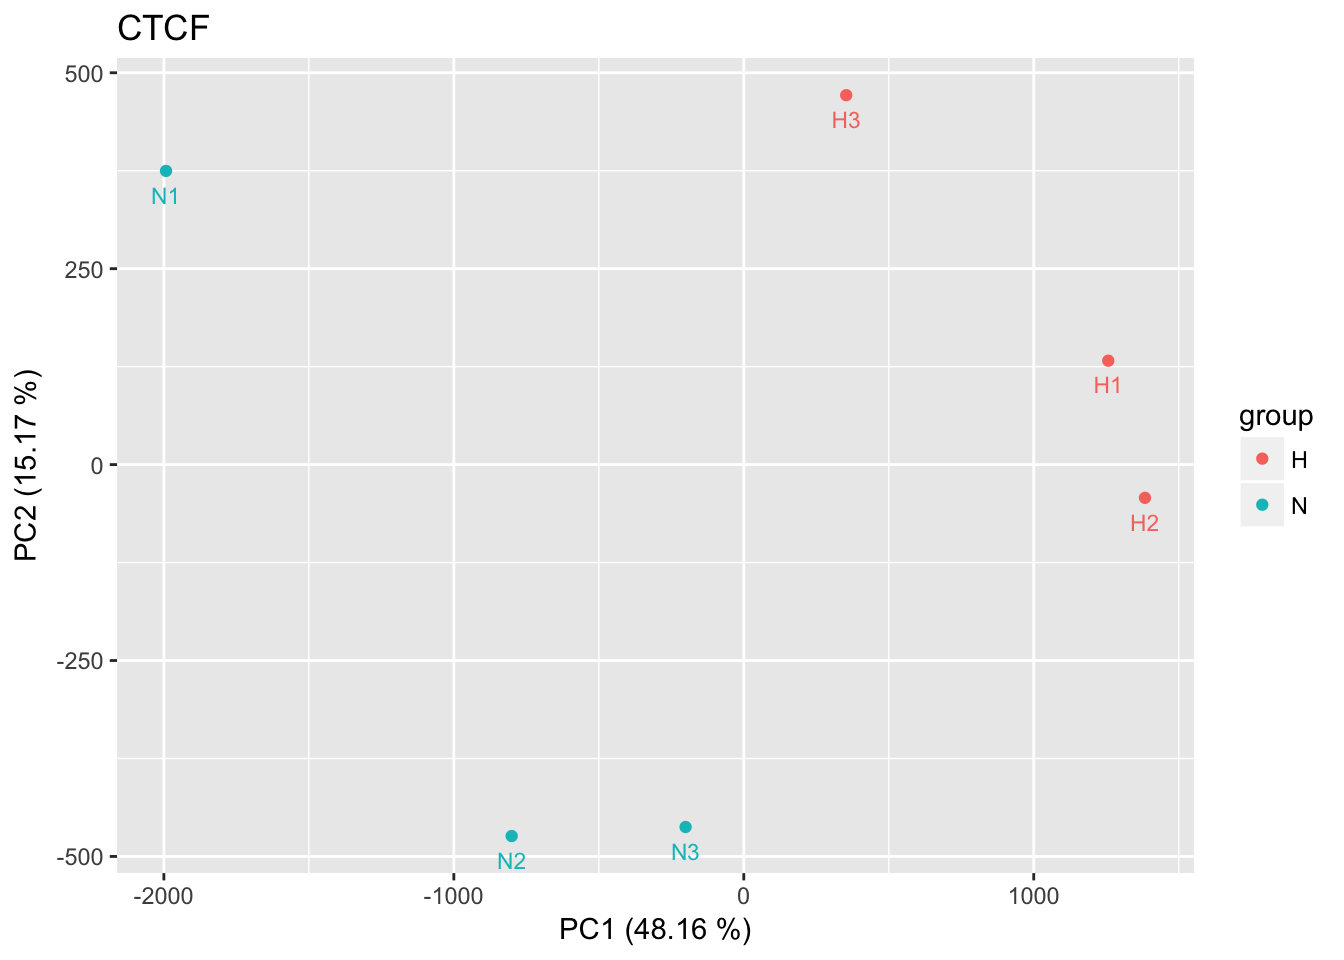 CTCF
500
250
0
-250
-500
PC2 (15.17 %)
N1
H3
H1
H2
N2
N3
-2000
-1000
0
1000
PC1 (48.16 %)
group
H
N